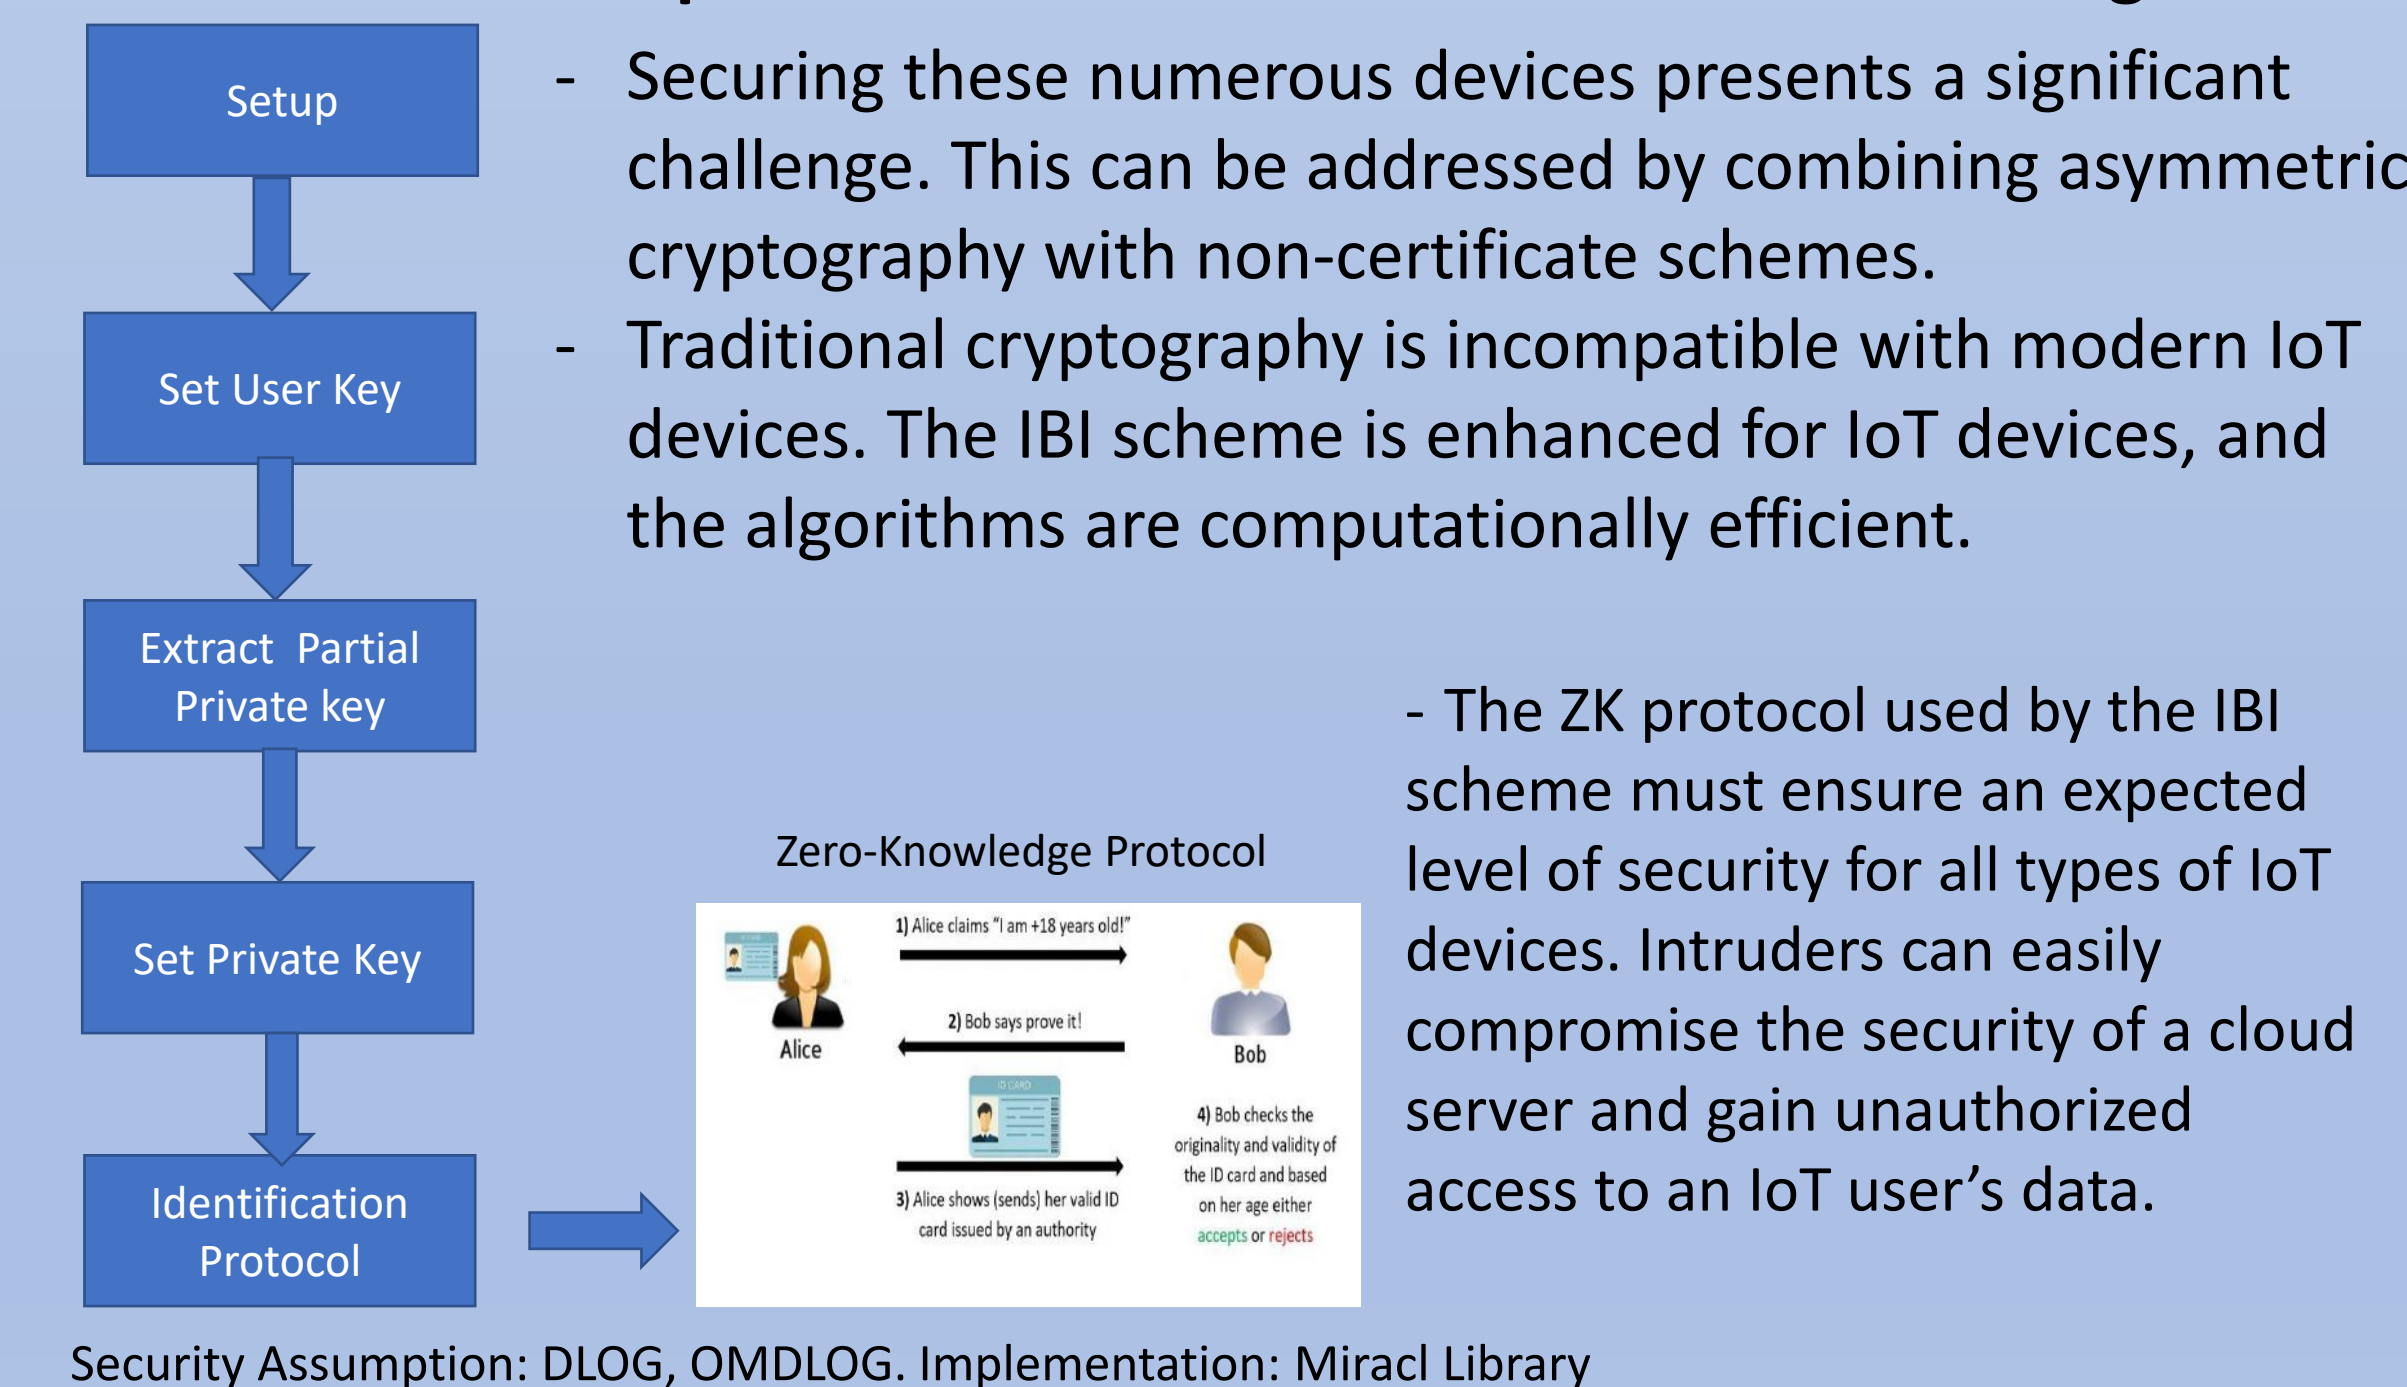 Setup
Set User Key
Extract Partial
Private key
Set Private Key
Identification
Protocol
- Securing these numerous devices presents a significant
challenge. This can be addressed by combining asymmetric
cryptography with non-certificate schemes.
- Traditional cryptography is incompatible with modern IoT
devices. The IBI scheme is enhanced for IoT devices, and
the algorithms are computationally efficient.
Zero-Knowledge Protocol
1) Alice claims “I am +18 years old!”
2) Bob says prove it!
Alice
Bob
ID CARD
3) Alice shows (sends) her valid ID
card issued by an authority
4) Bob checks the
originality and validity of
the ID card and based
on her age either
accepts or rejects
- The ZK protocol used by the IBI
scheme must ensure an expected
level of security for all types of IoT
devices. Intruders can easily
compromise the security of a cloud
server and gain unauthorized
access to an IoT user’s data.
Security Assumption: DLOG, OMDLOG. Implementation: Miracl Library